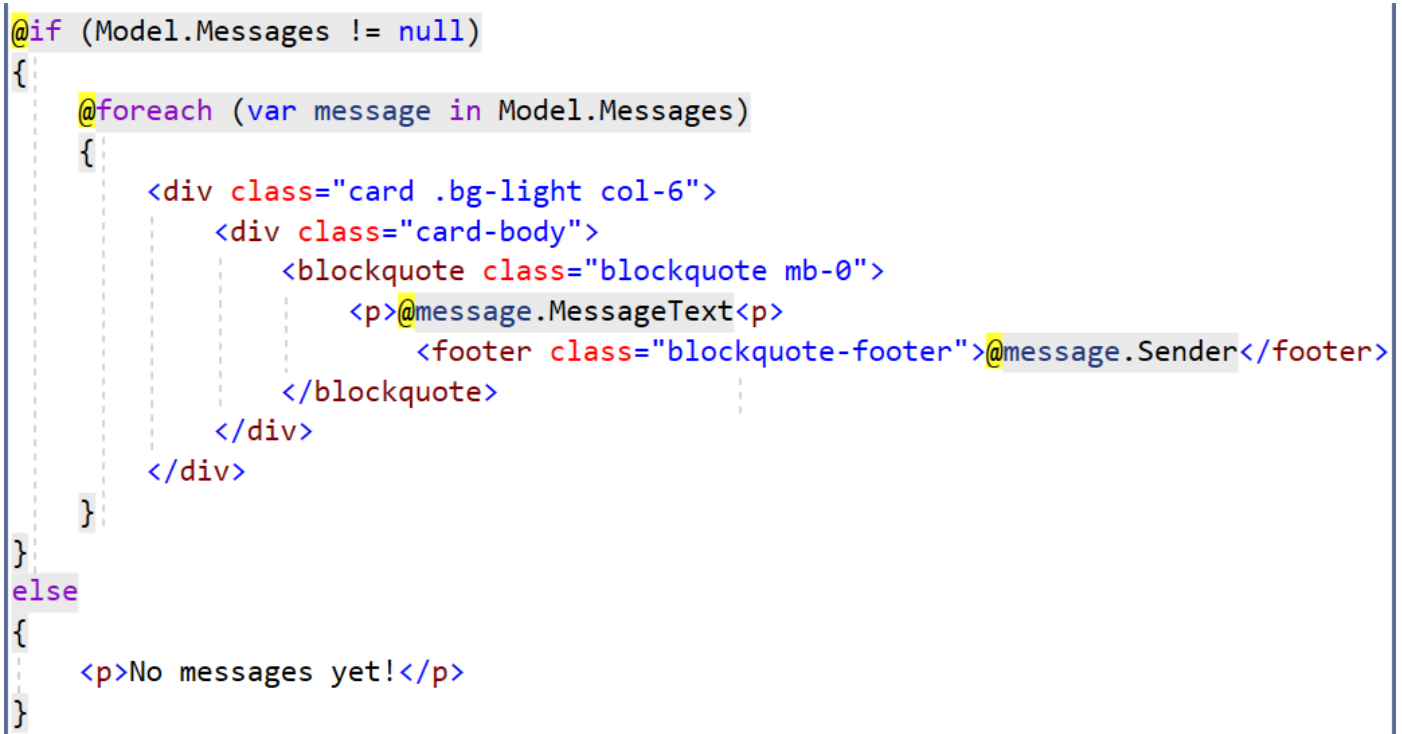 @if (Model.Messages != null)
{
    @foreach (var message in Model.Messages)
    {
        <div class="card .bg-light col-6">
            <div class="card-body">
                <blockquote class="blockquote mb-0">
                    <p>@message.MessageText<p>
                        <footer class="blockquote-footer">@message.Sender</footer>
                </blockquote>
            </div>
        </div>
    }
}
else
{
    <p>No messages yet!</p>
}